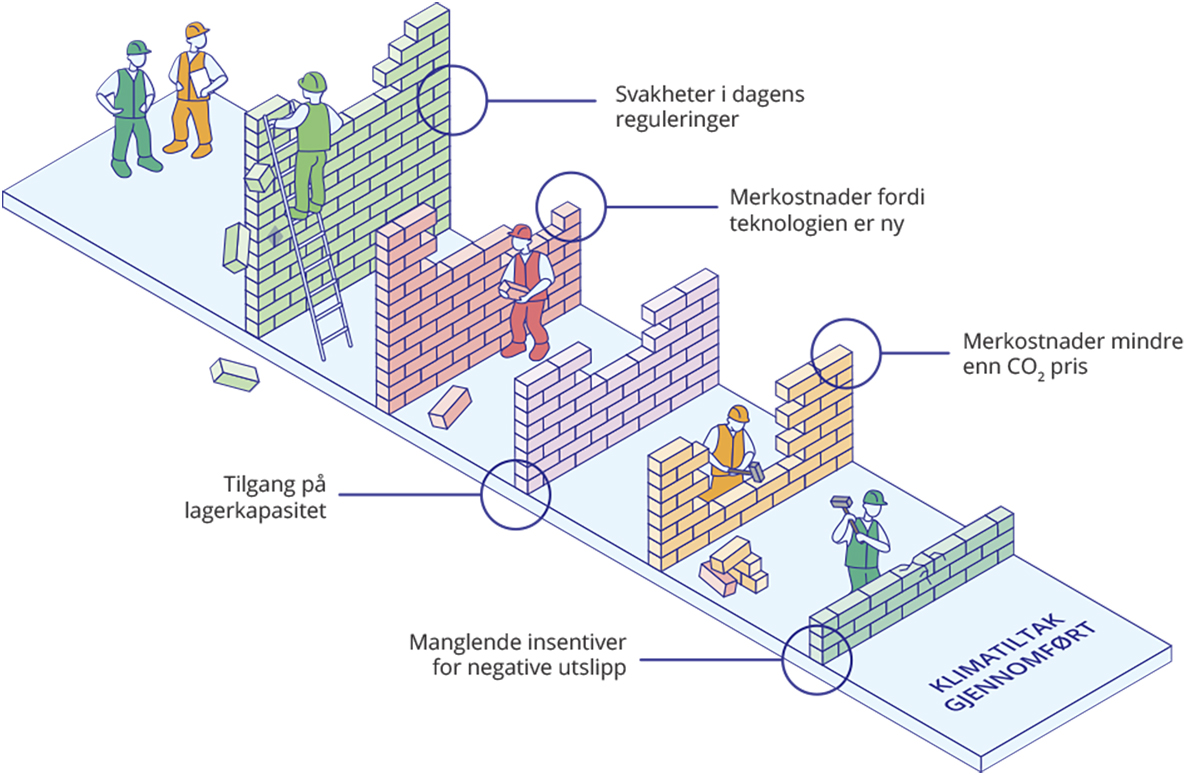 Svakheter i dagens
reguleringer
Merkostnader fordi
teknologien er ny
Merkostnader mindre
enn CO₂ pris
Tilgang på
lagerkapasitet
Manglende insentiver
for negative utslipp
KLIMATILTAK
GJENNOMFØRT